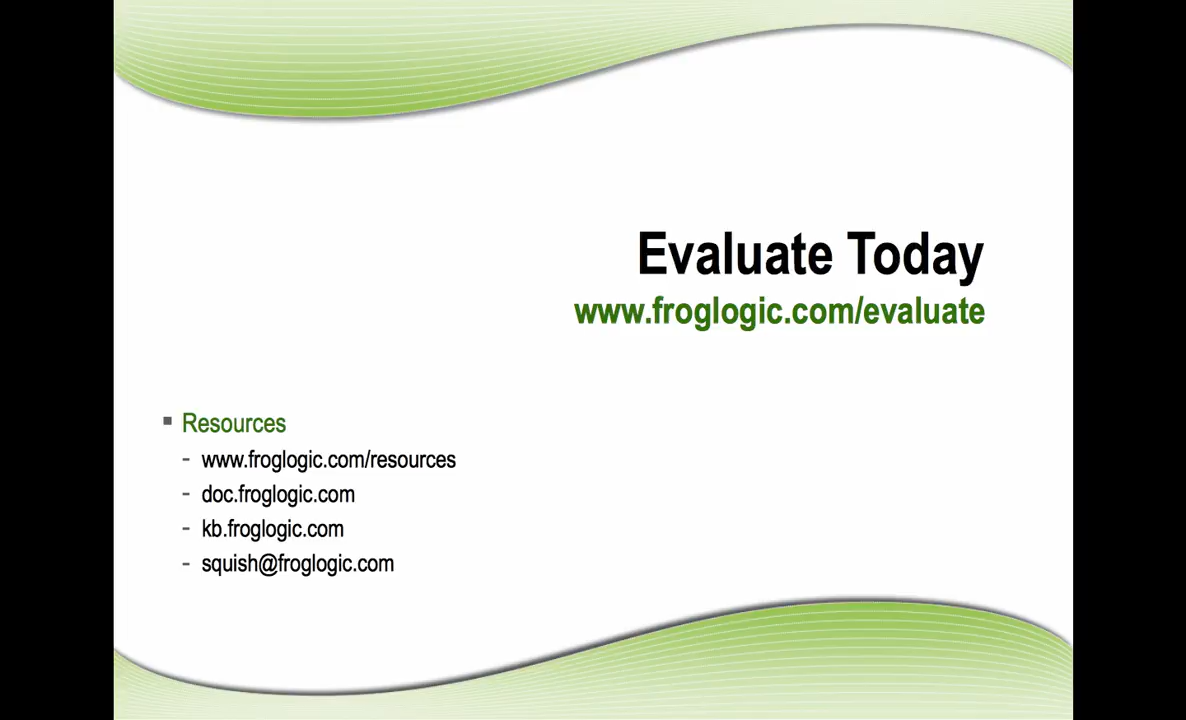 Evaluate Today
www.froglogic.com/evaluate
▪ Resources
- www.froglogic.com/resources
- doc.froglogic.com
- kb.froglogic.com
- squish@froglogic.com